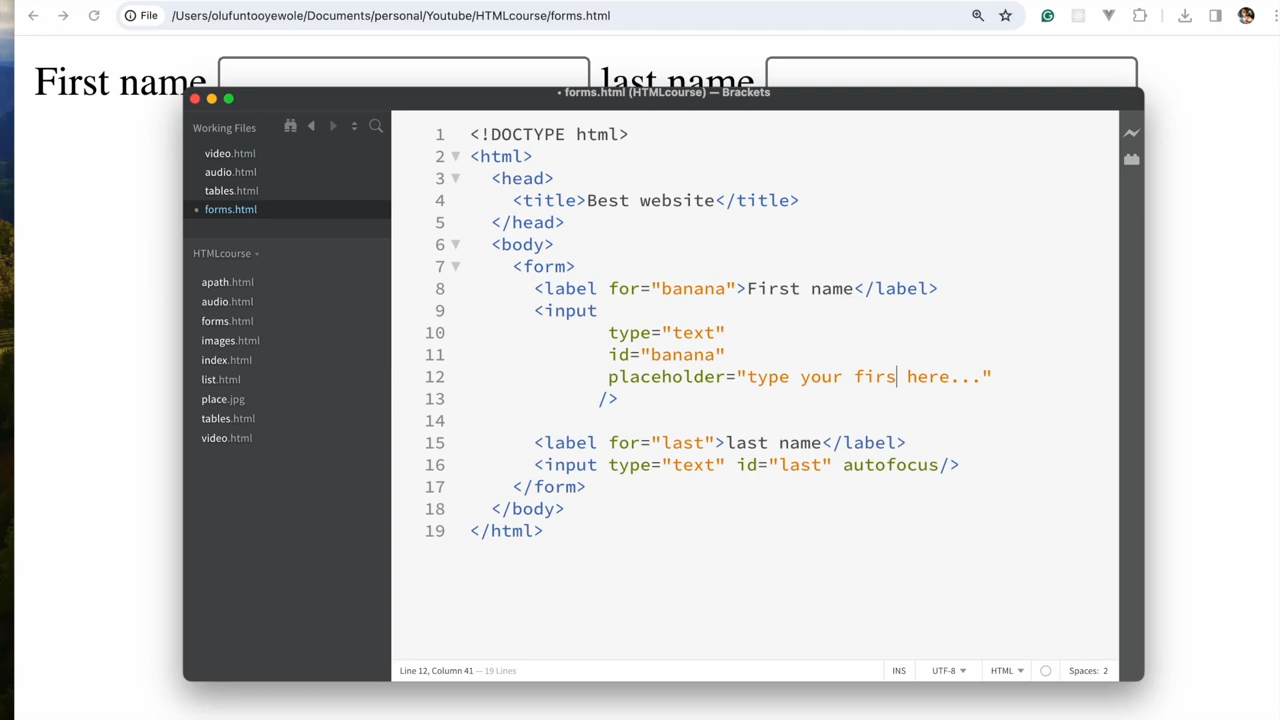 File /Users/olufuntooyewole/Documents/personal/Youtube/HTMLcourse/forms.html
First name last name
• forms.html (HTMLcourse) — Brackets
Working Files
video.html
audio.html
tables.html
• forms.html
HTMLcourse
apath.html
audio.html
forms.html
images.html
index.html
list.html
place.jpg
tables.html
video.html
1 <!DOCTYPE html>
2 <html>
3 <head>
4 <title>Best website</title>
5 </head>
6 <body>
7 <form>
8 <label for="banana">First name</label>
9 <input
10 type="text"
11 id="banana"
12 placeholder="type your firs here..."
13 />
14
15 <label for="last">last name</label>
16 <input type="text" id="last" autofocus/>
17 </form>
18 </body>
19 </html>
Line 12, Column 41 — 19 Lines
INS UTF-8 HTML Spaces: 2